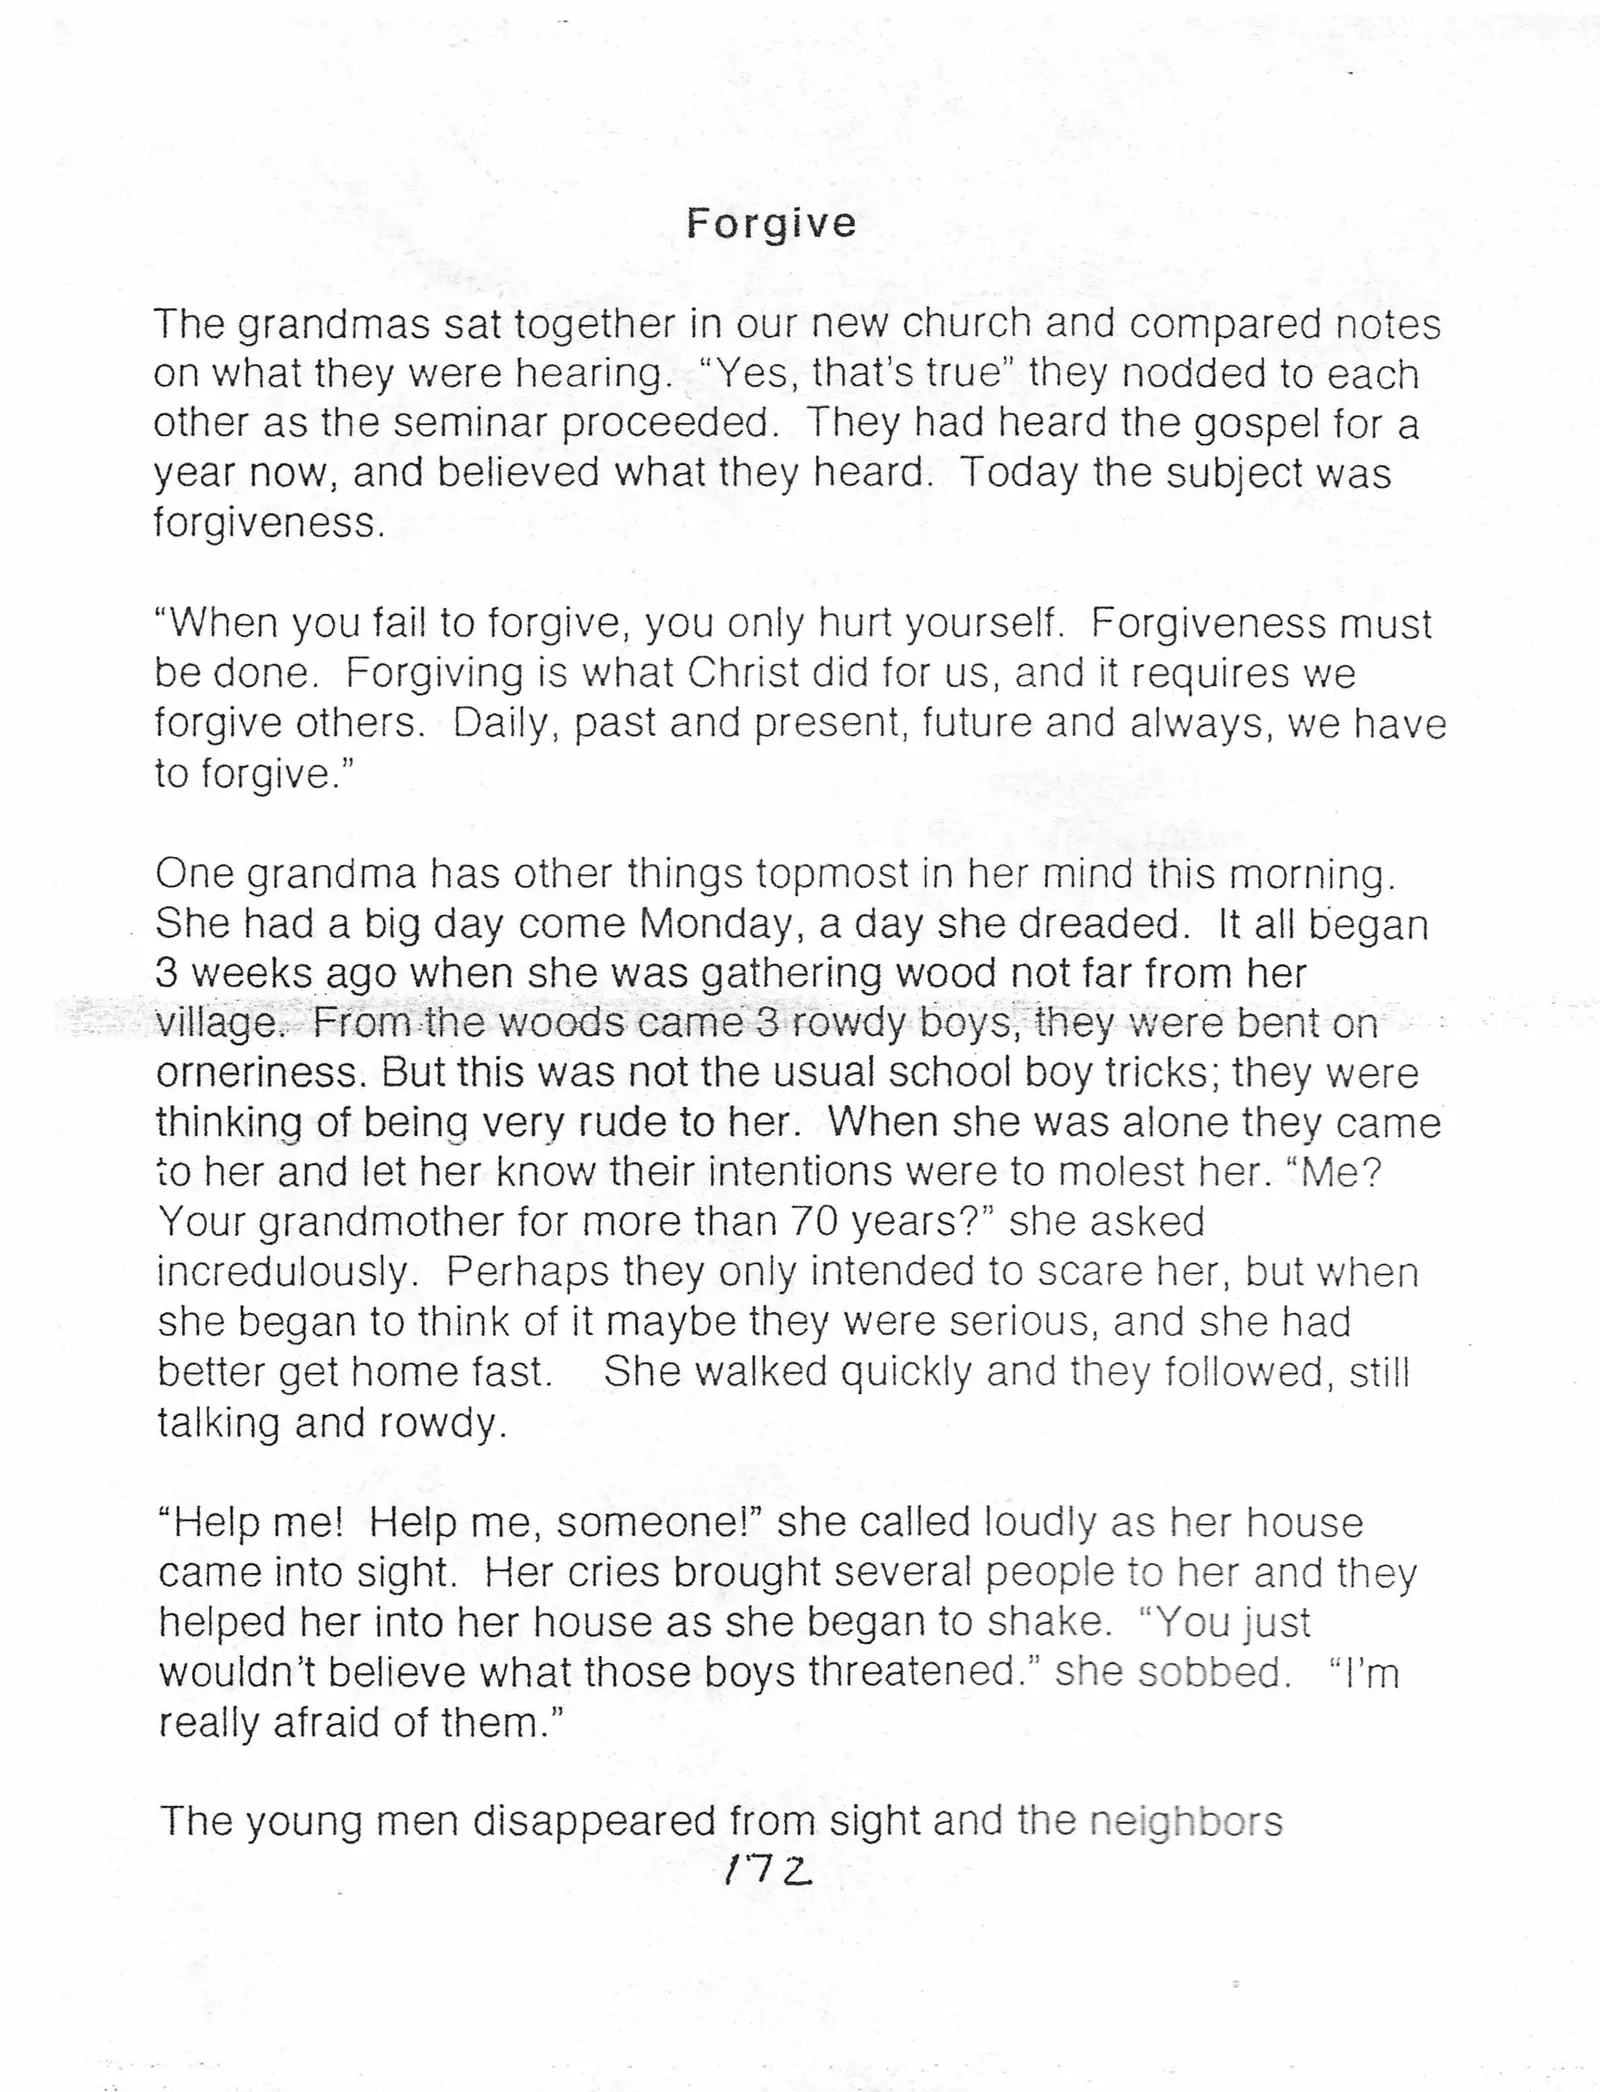 Forgive
The grandmas sat together in our new church and compared notes
on what they were hearing. “Yes, that’s true” they nodded to each
other as the seminar proceeded. They had heard the gospel for a
year now, and believed what they heard. Today the subject was
forgiveness.
“When you fail to forgive, you only hurt yourself. Forgiveness must
be done. Forgiving is what Christ did for us, and it requires we
forgive others. Daily, past and present, future and always, we have
to forgive.”
One grandma has other things topmost in her mind this morning.
She had a big day come Monday, a day she dreaded. It all began
3 weeks ago when she was gathering wood not far from her
village. From the woods came 3 rowdy boys, they were bent on
orneriness. But this was not the usual school boy tricks; they were
thinking of being very rude to her. When she was alone they came
to her and let her know their intentions were to molest her. “Me?
Your grandmother for more than 70 years?” she asked
incredulously. Perhaps they only intended to scare her, but when
she began to think of it maybe they were serious, and she had
better get home fast. She walked quickly and they followed, still
talking and rowdy.
“Help me! Help me, someone!” she called loudly as her house
came into sight. Her cries brought several people to her and they
helped her into her house as she began to shake. “You just
wouldn’t believe what those boys threatened.” she sobbed. “I’m
really afraid of them.”
The young men disappeared from sight and the neighbors
172